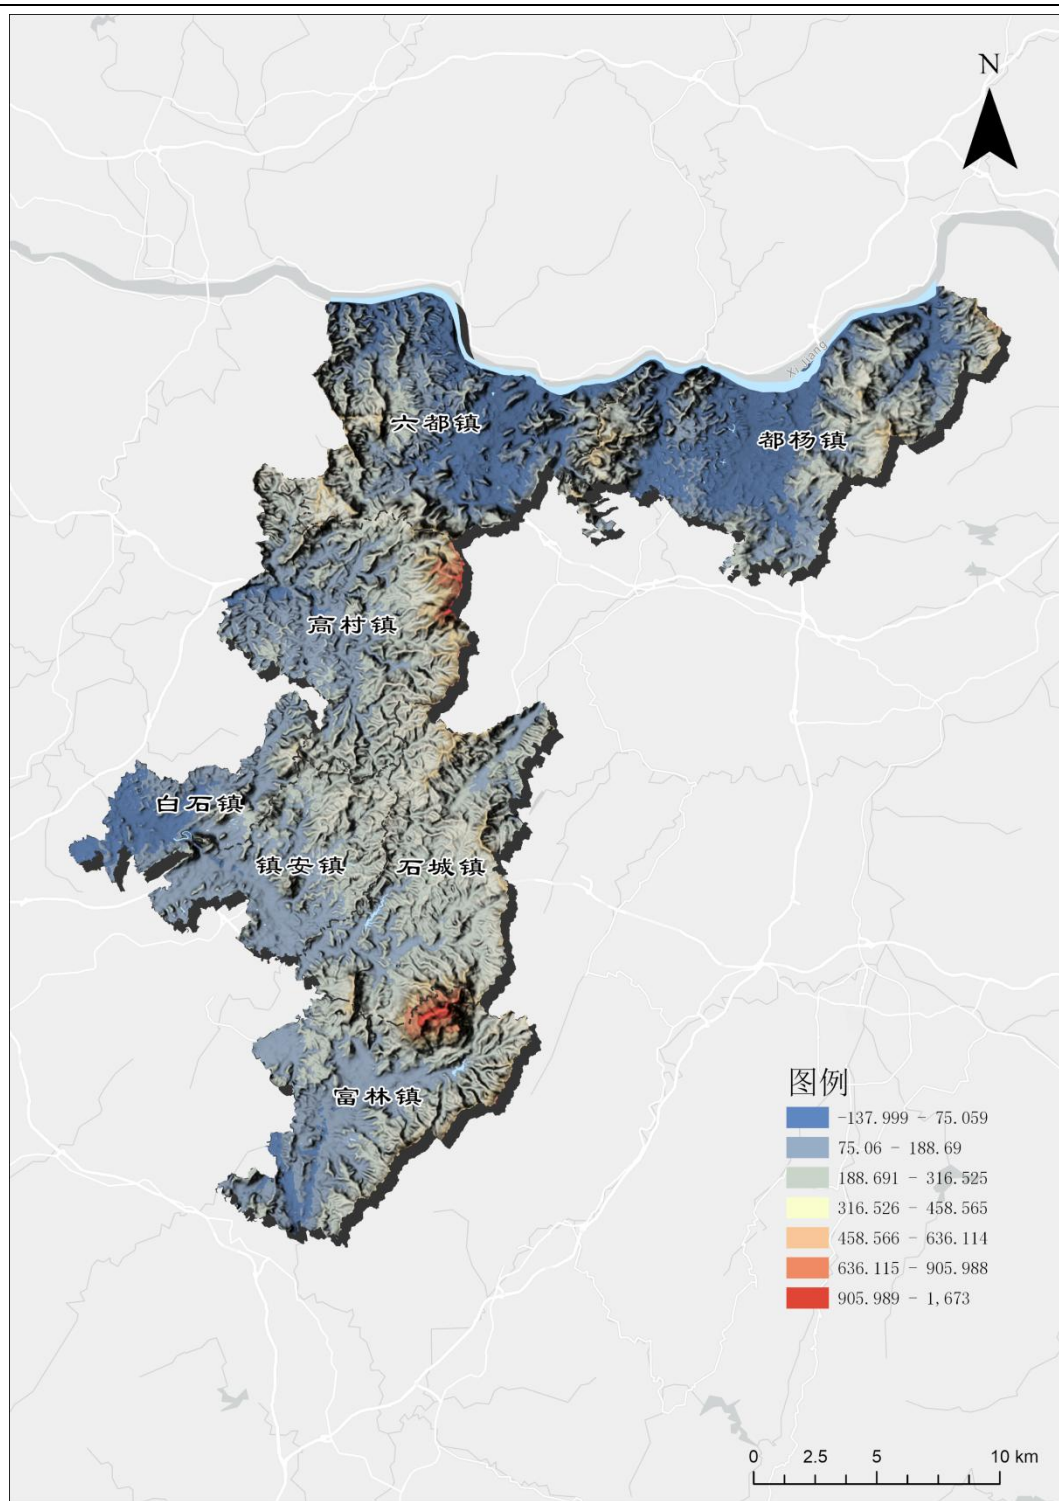 N
Xi Jiang
六都镇
都杨镇
高村镇
白石镇
镇安镇
石城镇
富林镇
图例
-137.999 - 75.059
75.06 - 188.69
188.691 - 316.525
316.526 - 458.565
458.566 - 636.114
636.115 - 905.988
905.989 - 1,673
0 2.5 5 10 km